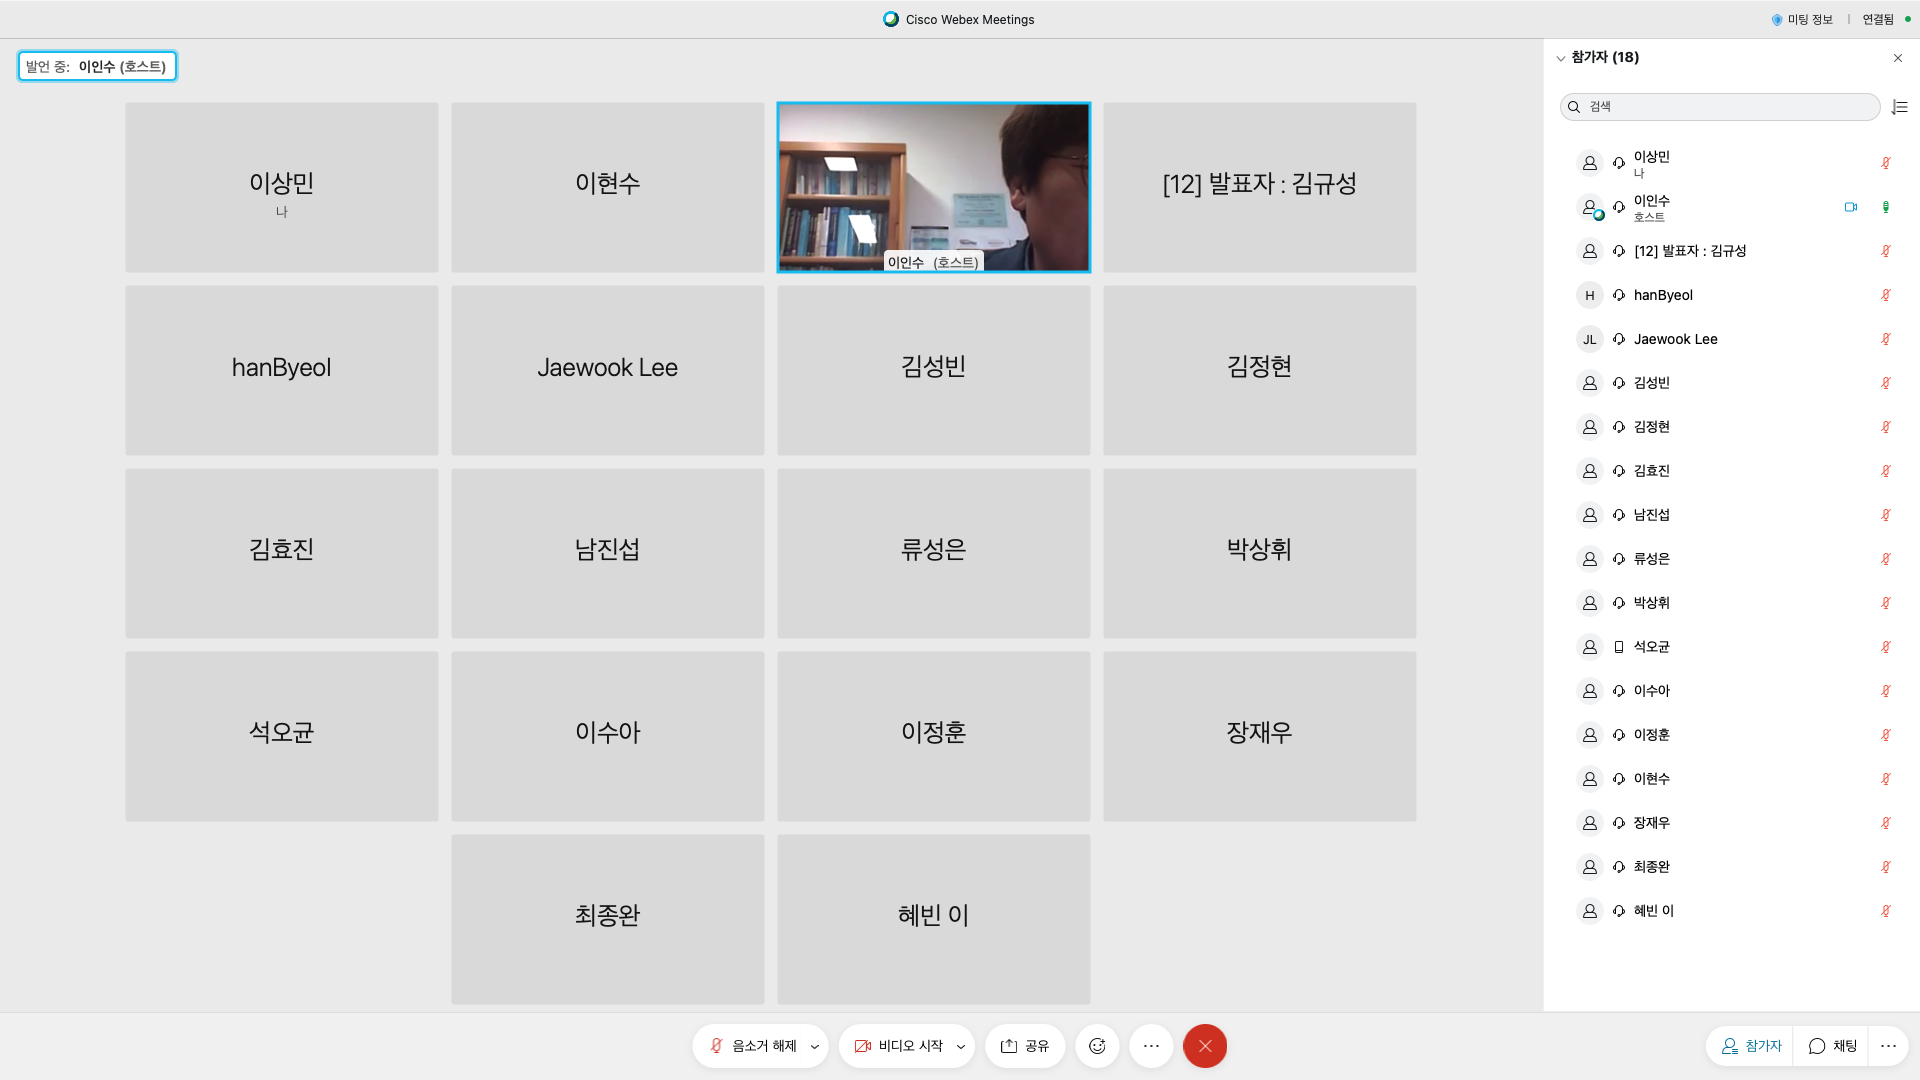 Cisco Webex Meetings
미팅 정보
연결됨
발언 중: 이인수 (호스트)
이상민
나
이현수
이인수 (호스트)
[12] 발표자 : 김규성
hanByeol
Jaewook Lee
김성빈
김정현
김효진
남진섭
류성은
박상휘
석오균
이수아
이정훈
장재우
최종완
혜빈 이
참가자 (18)
검색
이상민
나
이인수
호스트
[12] 발표자 : 김규성
H
hanByeol
JL
Jaewook Lee
김성빈
김정현
김효진
남진섭
류성은
박상휘
석오균
이수아
이정훈
이현수
장재우
최종완
혜빈 이
음소거 해제
비디오 시작
공유
참가자
채팅